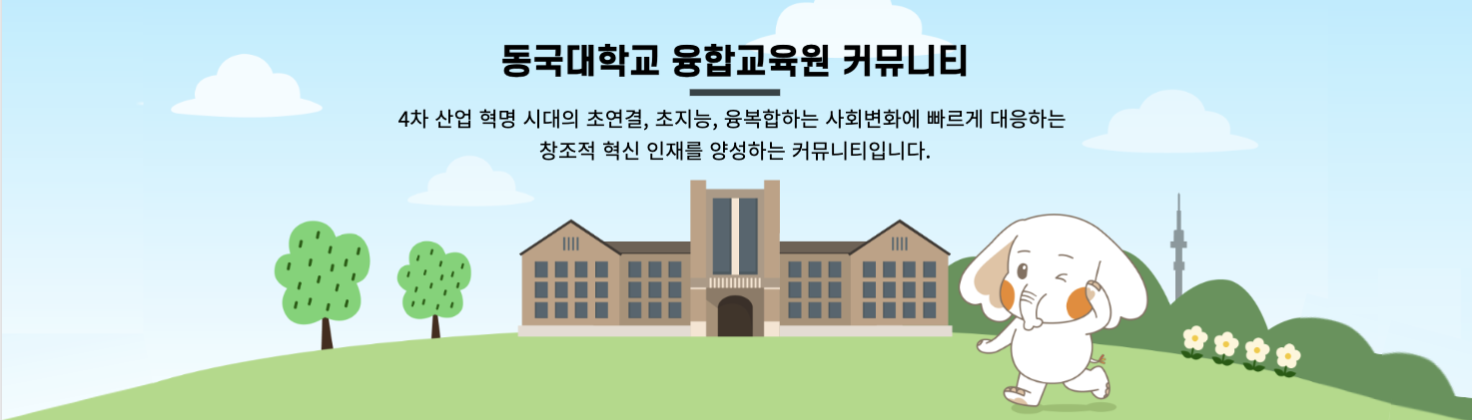 동국대학교 융합교육원 커뮤니티
4차 산업 혁명 시대의 초연결, 초지능, 융복합하는 사회변화에 빠르게 대응하는
창조적 혁신 인재를 양성하는 커뮤니티입니다.